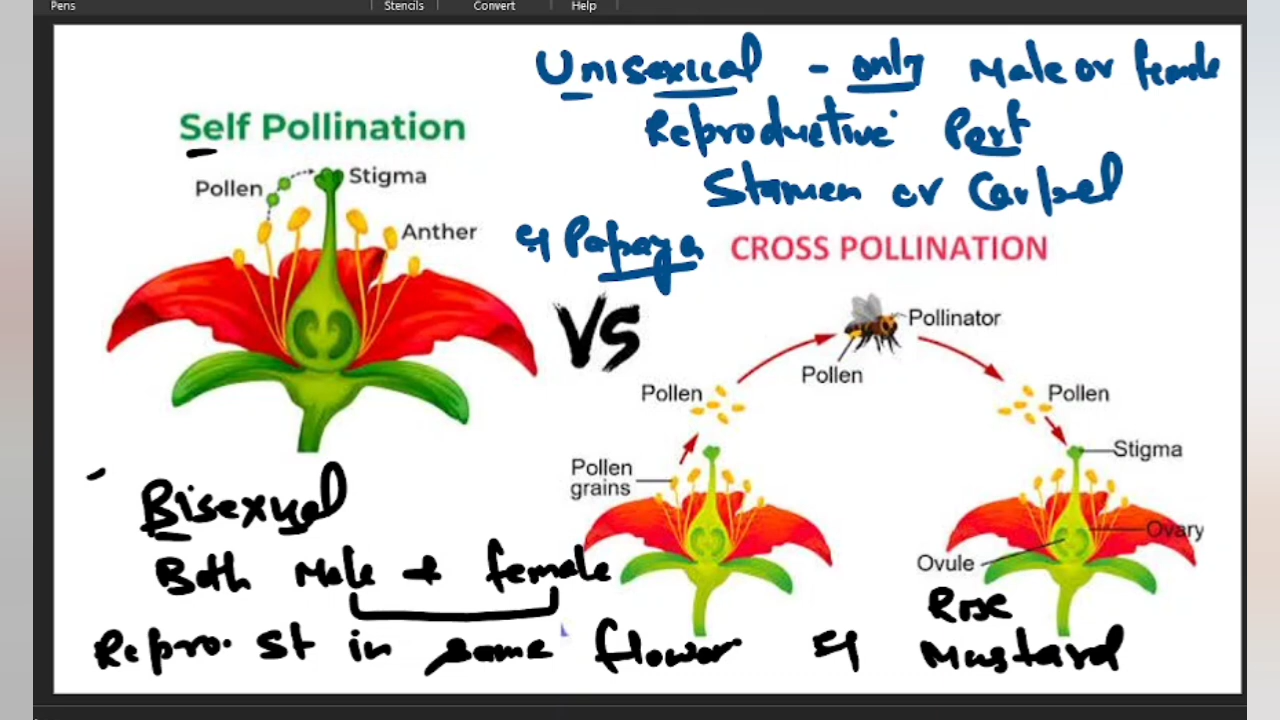 Pens Stencils Convert Help
Unisexual - only Male or female
Reproductive Part
Stamen or Carpel
eg Papaya
Self Pollination
Pollen
Stigma
Anther
VS
CROSS POLLINATION
Pollinator
Pollen
Pollen
Pollen
Pollen
grains
Stigma
Ovary
Ovule
Bisexual
Both Male & female
Repro. St in same flower eg Rose
Mustard